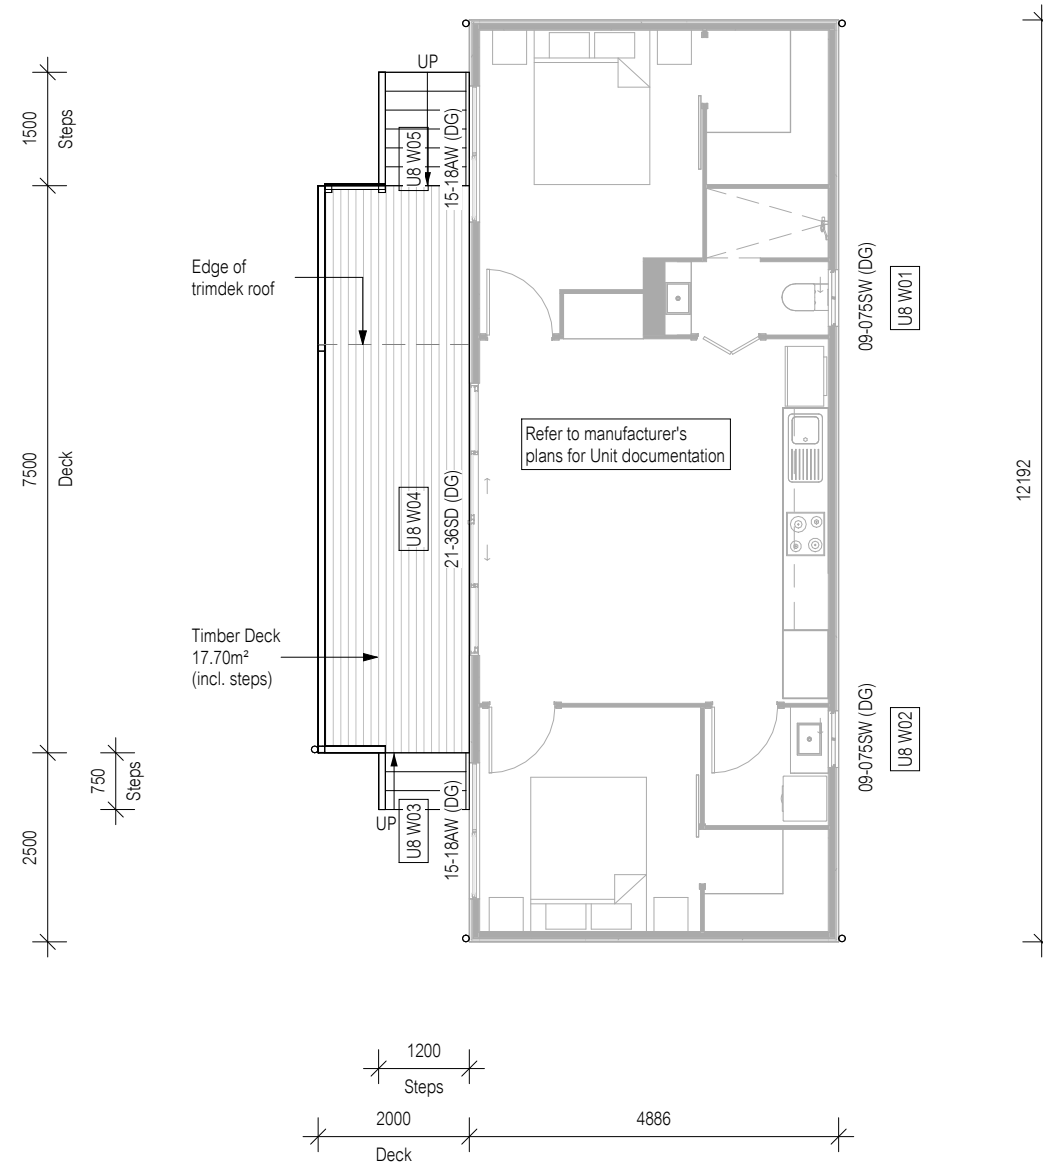 UP
1500
Steps
U8 W05
15-18AW (DG)
Edge of
trimdek roof
09-075SW (DG)
U8 W01
Refer to manufacturer's
plans for Unit documentation
7500
Deck
U8 W04
21-36SD (DG)
12192
Timber Deck
17.70m²
(incl. steps)
09-075SW (DG)
U8 W02
750
Steps
2500
UP
U8 W03
15-18AW (DG)
1200
Steps
2000
Deck
4886